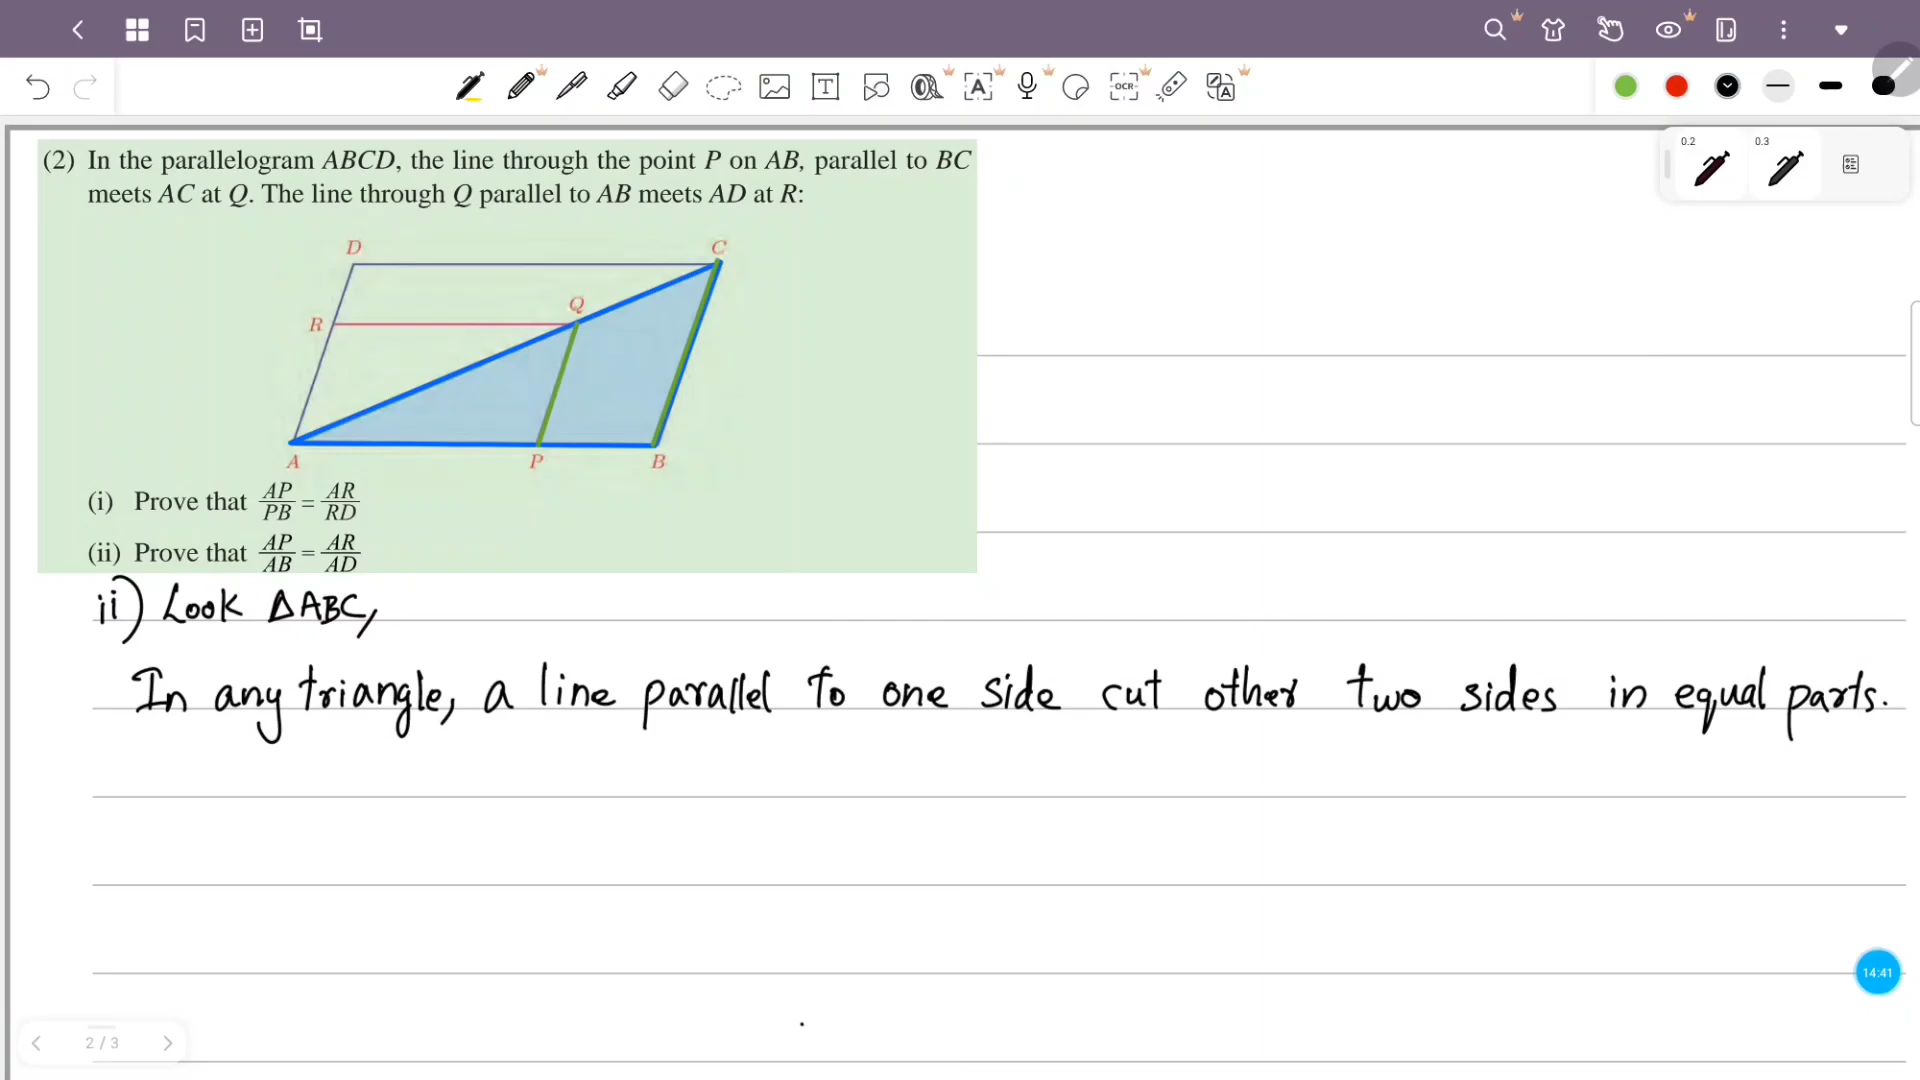 0.2
0.3
(2) In the parallelogram ABCD, the line through the point P on AB, parallel to BC
meets AC at Q. The line through Q parallel to AB meets AD at R:
D
C
Q
R
A
P
B
(i) Prove that AP/PB = AR/RD
(ii) Prove that AP/AB = AR/AD
ii) Look ΔABC,
In any triangle, a line parallel to one side cut other two sides in equal parts.
14:41
2 / 3
OCR
T
A
A